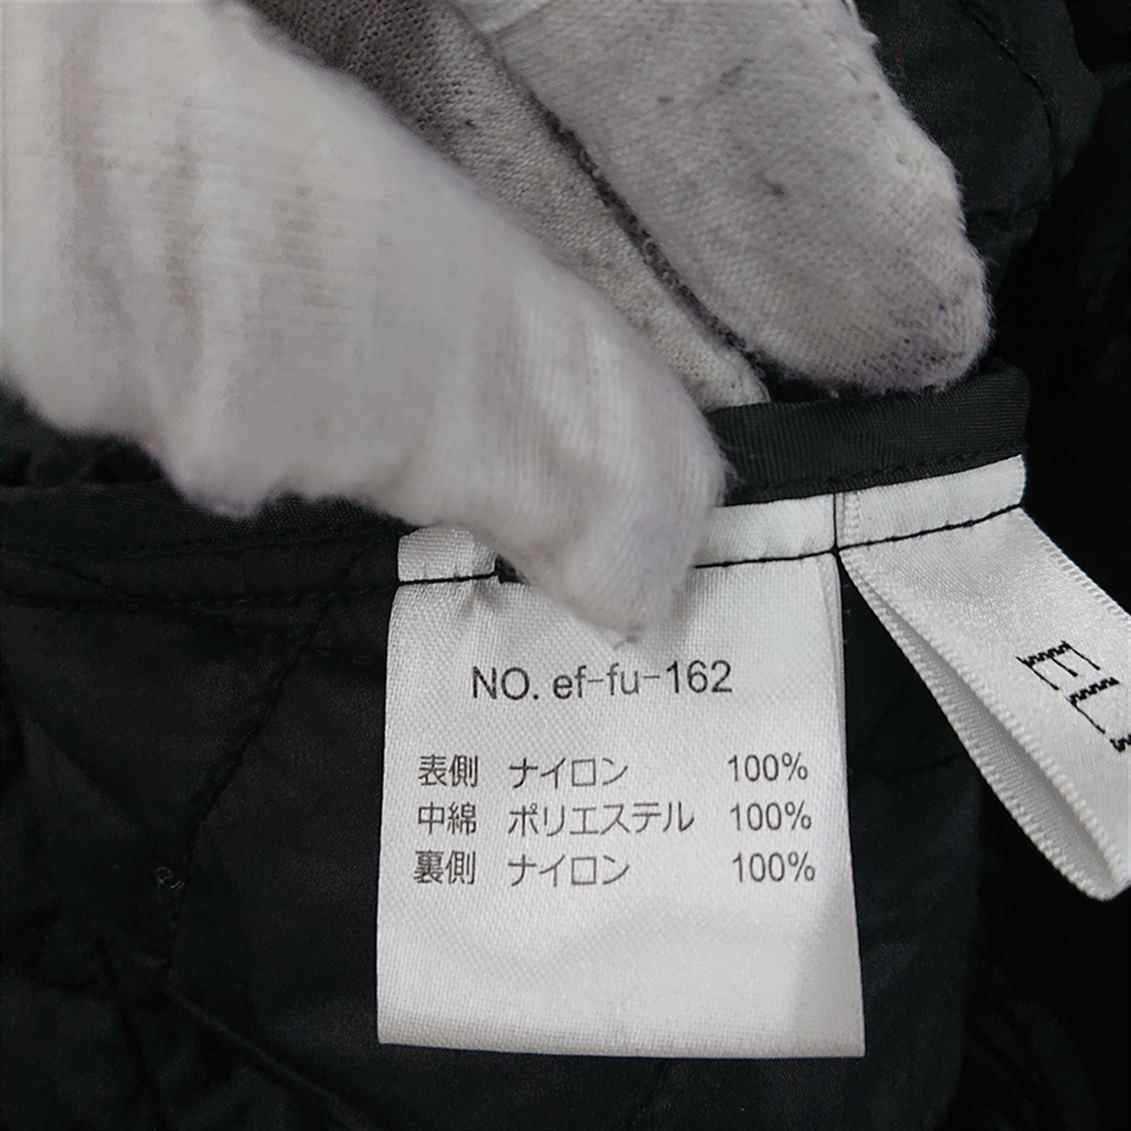 NO. ef-fu-162
表側 ナイロン 100%
中綿 ポリエステル 100%
裏側 ナイロン 100%